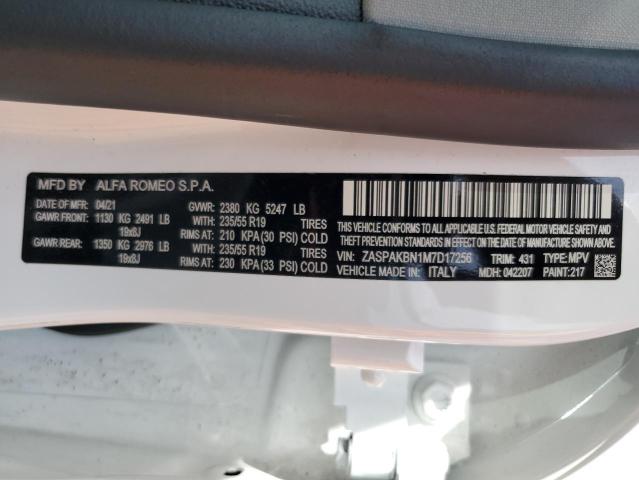 MFD BY ALFA ROMEO S.P.A.
DATE OF MFR: 04/21 GVWR: 2380 KG 5247 LB
GAWR FRONT: 1130 KG 2491 LB WITH: 235/55 R19 TIRES
19x8J RIMS AT: 210 KPA (30 PSI) COLD
GAWR REAR: 1350 KG 2976 LB WITH: 235/55 R19 TIRES
19x8J RIMS AT: 230 KPA (33 PSI) COLD
THIS VEHICLE CONFORMS TO ALL APPLICABLE U.S. FEDERAL MOTOR VEHICLE SAFETY AND
THEFT PREVENTION STANDARDS IN EFFECT ON THE DATE OF MANUFACTURE SHOWN ABOVE.
VIN: ZASPAKBN1M7D17256 TRIM: 431 TYPE: MPV
VEHICLE MADE IN: ITALY MDH: 042207 PAINT: 217